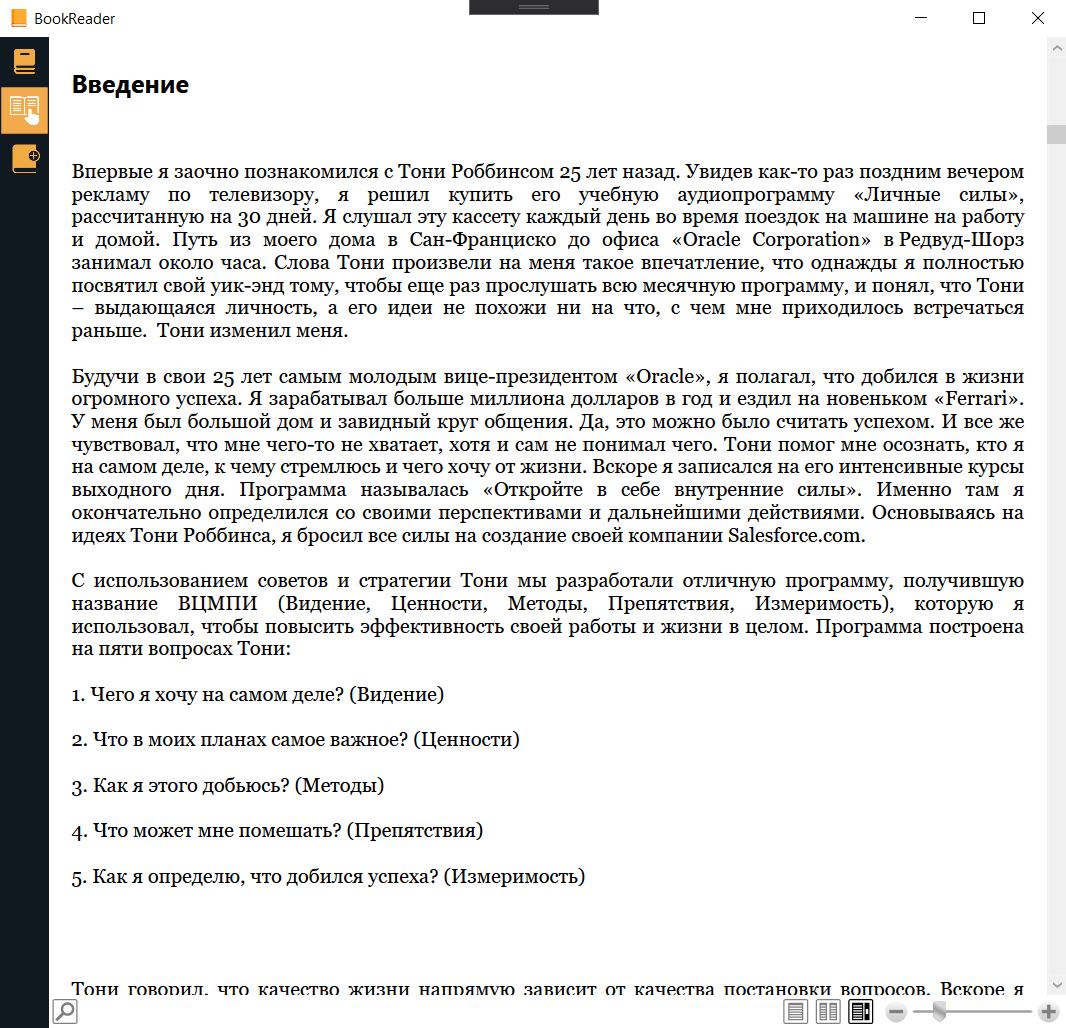 BookReader
Введение
Впервые я заочно познакомился с Тони Роббинсом 25 лет назад. Увидев как-то раз поздним вечером
рекламу по телевизору, я решил купить его учебную аудиопрограмму «Личные силы»,
рассчитанную на 30 дней. Я слушал эту кассету каждый день во время поездок на машине на работу
и домой. Путь из моего дома в Сан-Франциско до офиса «Oracle Corporation» в Редвуд-Шорз
занимал около часа. Слова Тони произвели на меня такое впечатление, что однажды я полностью
посвятил свой уик-энд тому, чтобы еще раз прослушать всю месячную программу, и понял, что Тони
– выдающаяся личность, а его идеи не похожи ни на что, с чем мне приходилось встречаться
раньше. Тони изменил меня.
Будучи в свои 25 лет самым молодым вице-президентом «Oracle», я полагал, что добился в жизни
огромного успеха. Я зарабатывал больше миллиона долларов в год и ездил на новеньком «Ferrari».
У меня был большой дом и завидный круг общения. Да, это можно было считать успехом. И все же
чувствовал, что мне чего-то не хватает, хотя и сам не понимал чего. Тони помог мне осознать, кто я
на самом деле, к чему стремлюсь и чего хочу от жизни. Вскоре я записался на его интенсивные курсы
выходного дня. Программа называлась «Откройте в себе внутренние силы». Именно там я
окончательно определился со своими перспективами и дальнейшими действиями. Основываясь на
идеях Тони Роббинса, я бросил все силы на создание своей компании Salesforce.com.
С использованием советов и стратегии Тони мы разработали отличную программу, получившую
название ВЦМПИ (Видение, Ценности, Методы, Препятствия, Измеримость), которую я
использовал, чтобы повысить эффективность своей работы и жизни в целом. Программа построена
на пяти вопросах Тони:
1. Чего я хочу на самом деле? (Видение)
2. Что в моих планах самое важное? (Ценности)
3. Как я этого добьюсь? (Методы)
4. Что может мне помешать? (Препятствия)
5. Как я определю, что добился успеха? (Измеримость)
Тони говорил, что качество жизни напрямую зависит от качества постановки вопросов. Вскоре я